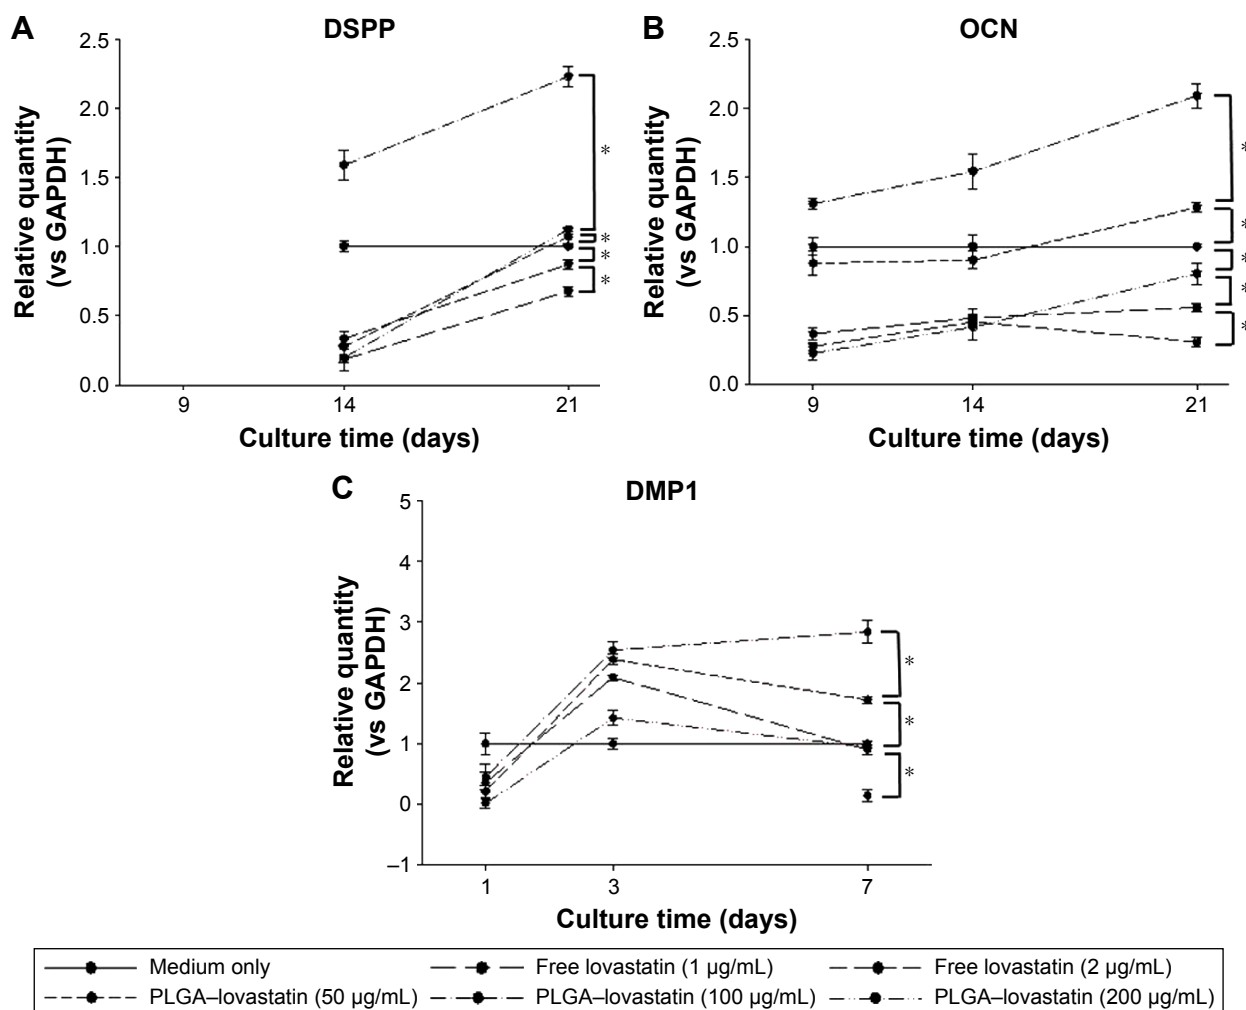 A
DSPP
2.5
2.0
1.5
1.0
0.5
0.0
Relative quantity
(vs GAPDH)
9
14
21
Culture time (days)
*
*
*
*
B
OCN
2.5
2.0
1.5
1.0
0.5
0.0
Relative quantity
(vs GAPDH)
9
14
21
Culture time (days)
*
*
*
*
*
C
DMP1
5
4
3
2
1
0
–1
Relative quantity
(vs GAPDH)
1
3
7
Culture time (days)
*
*
*
Medium only
Free lovastatin (1 µg/mL)
Free lovastatin (2 µg/mL)
PLGA–lovastatin (50 µg/mL)
PLGA–lovastatin (100 µg/mL)
PLGA–lovastatin (200 µg/mL)